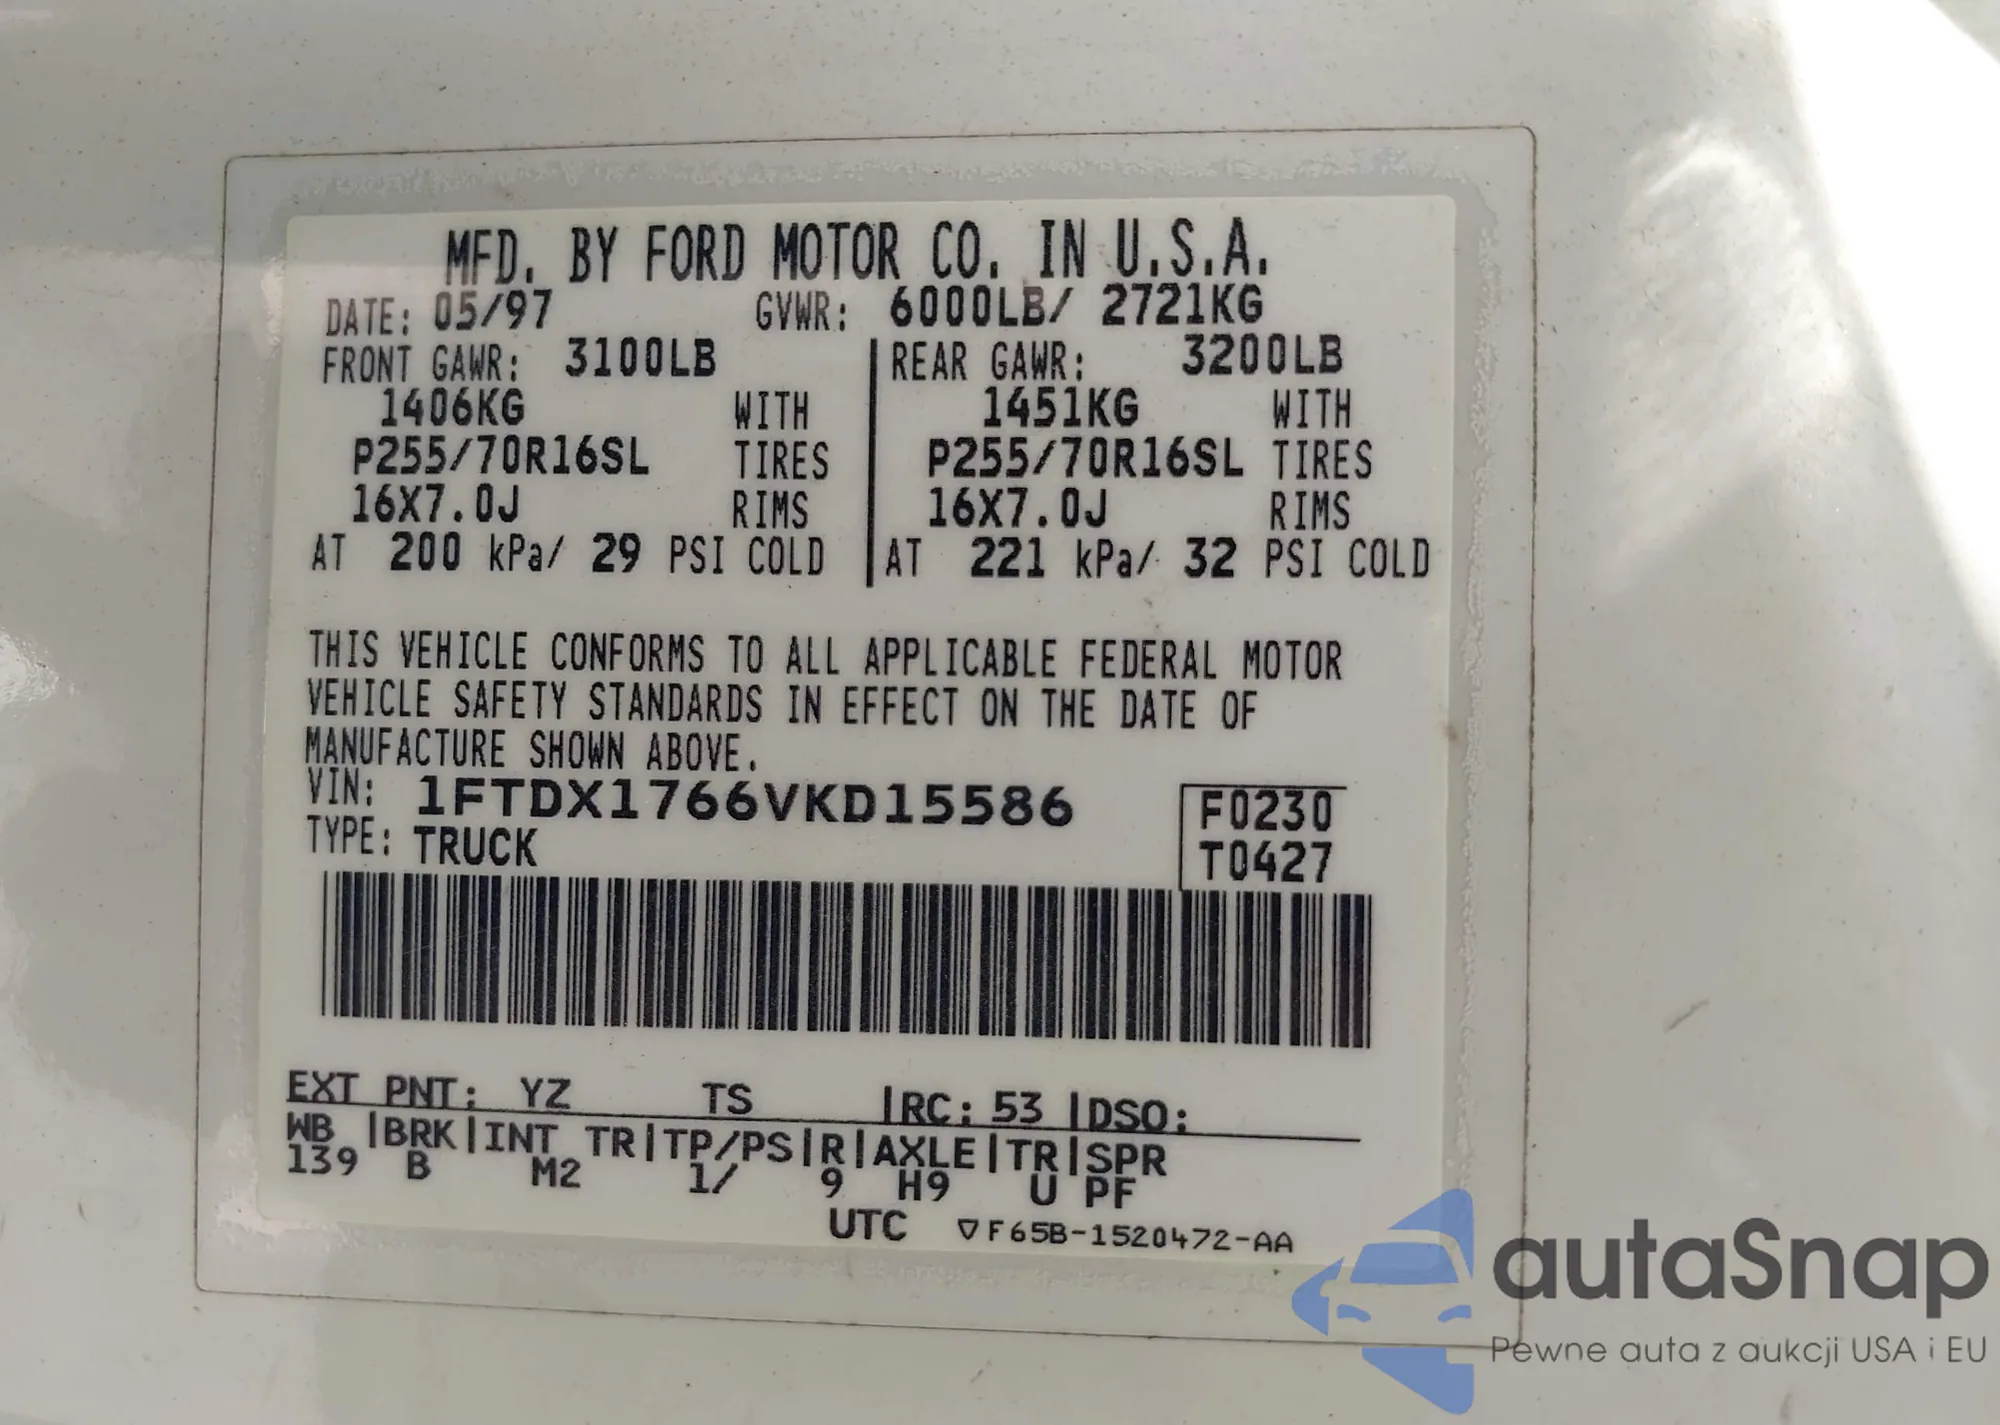 MFD. BY FORD MOTOR CO. IN U.S.A.
DATE: 05/97 GVWR: 6000LB/ 2721KG
FRONT GAWR: 3100LB REAR GAWR: 3200LB
1406KG WITH 1451KG WITH
P255/70R16SL TIRES P255/70R16SL TIRES
16X7.0J RIMS 16X7.0J RIMS
AT 200 kPa/ 29 PSI COLD AT 221 kPa/ 32 PSI COLD
THIS VEHICLE CONFORMS TO ALL APPLICABLE FEDERAL MOTOR
VEHICLE SAFETY STANDARDS IN EFFECT ON THE DATE OF
MANUFACTURE SHOWN ABOVE.
VIN: 1FTDX1766VKD15586 F0230
TYPE: TRUCK T0427
EXT PNT: YZ TS |RC: 53 |DSO:
WB |BRK|INT TR|TP/PS|R|AXLE|TR|SPR
139 B M2 1/ 9 H9 U PF
UTC ▽F65B-1520472-AA
autaSnap
Pewne auta z aukcji USA i EU